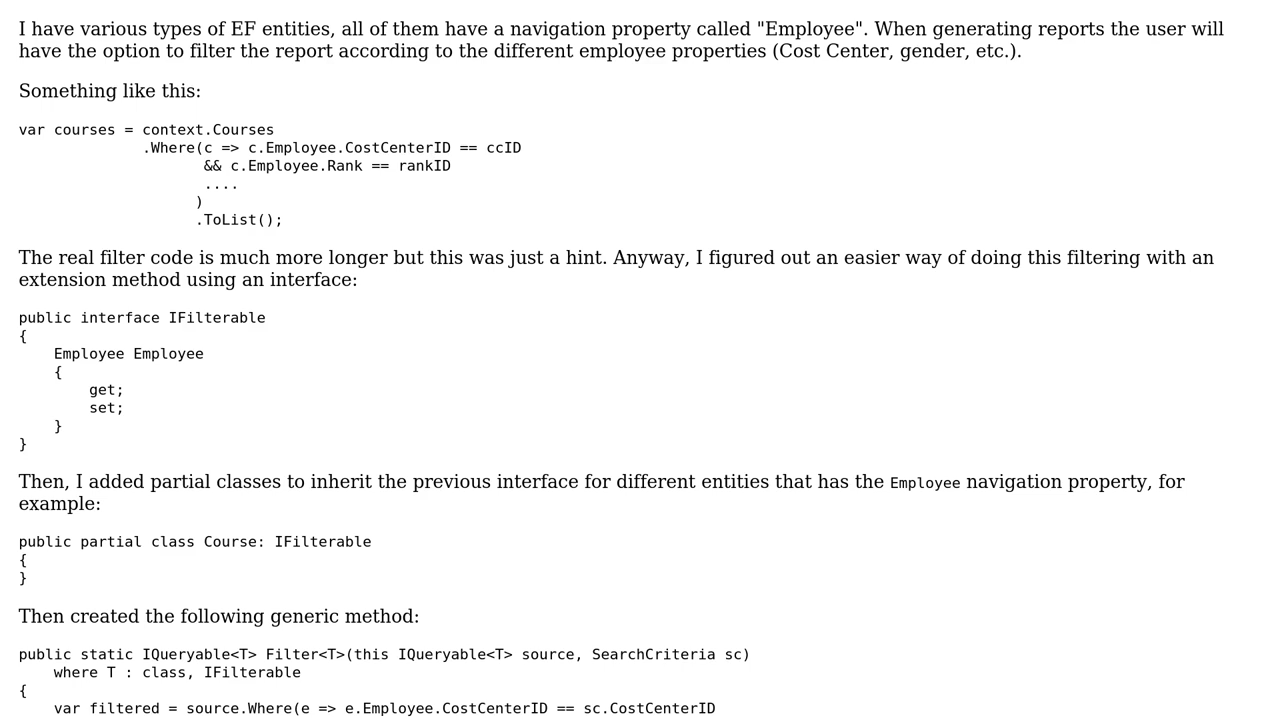 I have various types of EF entities, all of them have a navigation property called "Employee". When generating reports the user will
have the option to filter the report according to the different employee properties (Cost Center, gender, etc.).
Something like this:
var courses = context.Courses
              .Where(c => c.Employee.CostCenterID == ccID
                     && c.Employee.Rank == rankID
                     ....
                    )
                    .ToList();
The real filter code is much more longer but this was just a hint. Anyway, I figured out an easier way of doing this filtering with an
extension method using an interface:
public interface IFilterable
{
    Employee Employee
    {
        get;
        set;
    }
}
Then, I added partial classes to inherit the previous interface for different entities that has the Employee navigation property, for
example:
public partial class Course: IFilterable
{
}
Then created the following generic method:
public static IQueryable<T> Filter<T>(this IQueryable<T> source, SearchCriteria sc)
    where T : class, IFilterable
{
    var filtered = source.Where(e => e.Employee.CostCenterID == sc.CostCenterID